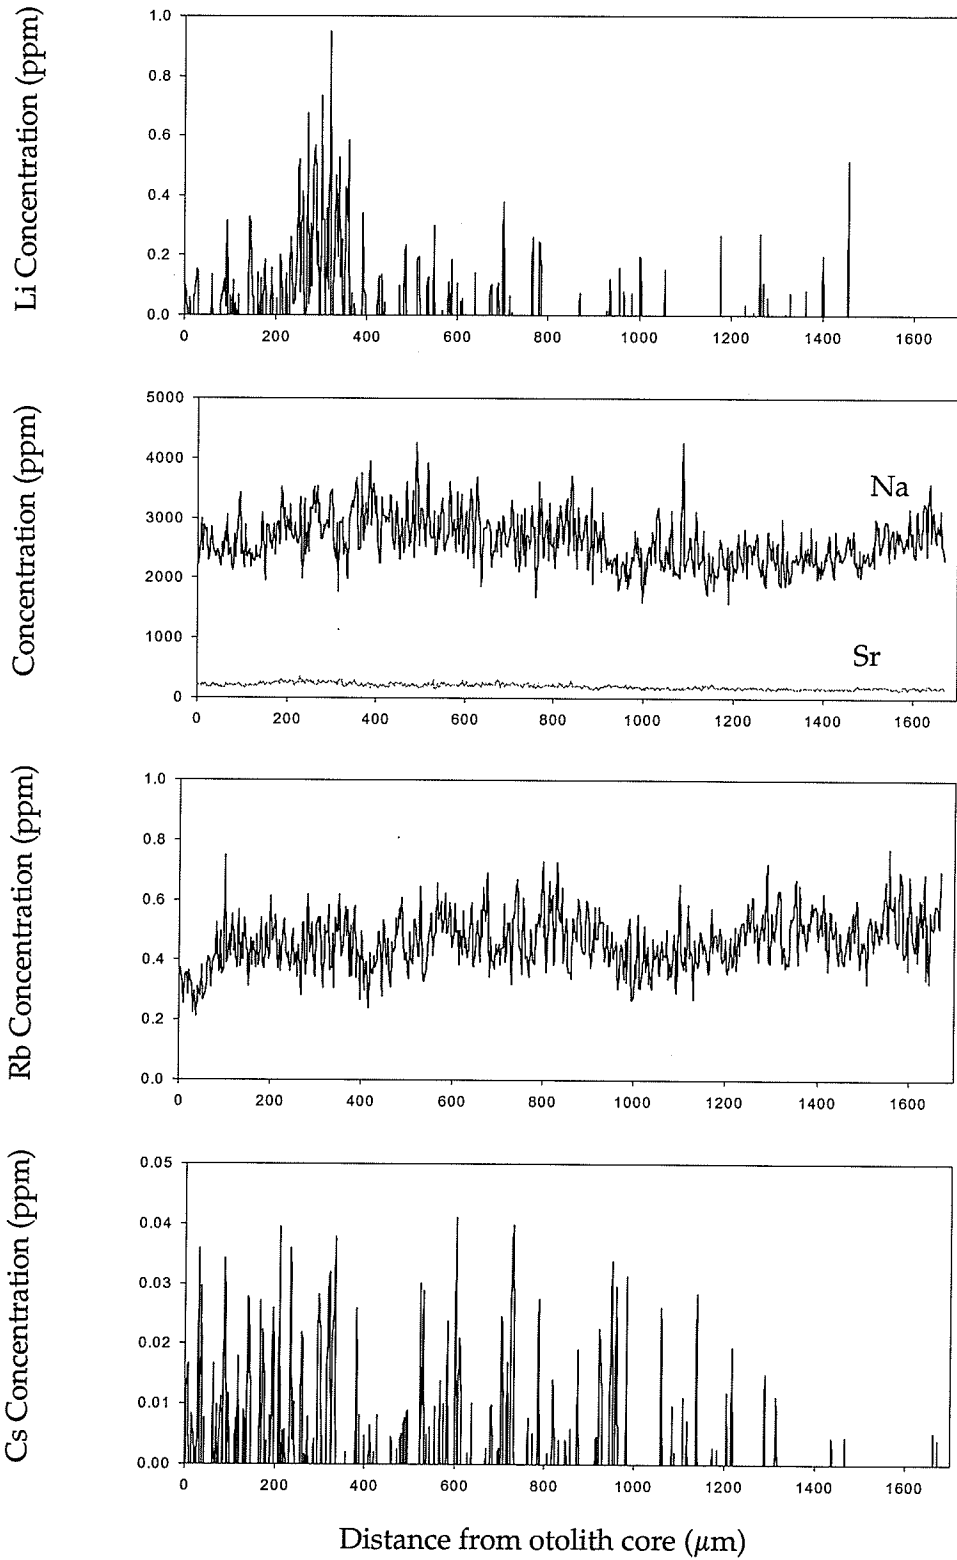 Li Concentration (ppm)
1.0
0.8
0.6
0.4
0.2
0.0
0 200 400 600 800 1000 1200 1400 1600
Concentration (ppm)
5000
4000
3000
2000
1000
0
Na
Sr
0 200 400 600 800 1000 1200 1400 1600
Rb Concentration (ppm)
1.0
0.8
0.6
0.4
0.2
0.0
0 200 400 600 800 1000 1200 1400 1600
Cs Concentration (ppm)
0.05
0.04
0.03
0.02
0.01
0.00
0 200 400 600 800 1000 1200 1400 1600
Distance from otolith core (μm)